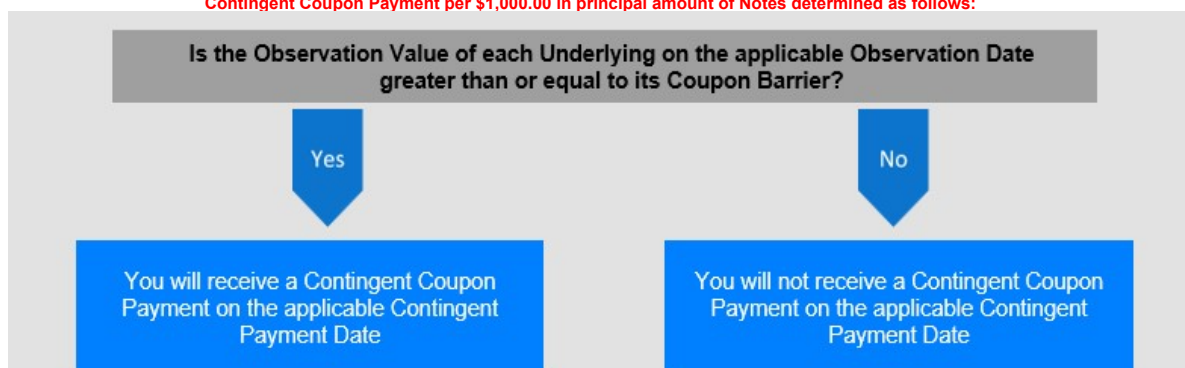 Contingent Coupon Payment per $1,000.00 in principal amount of Notes determined as follows:
Is the Observation Value of each Underlying on the applicable Observation Date
greater than or equal to its Coupon Barrier?
Yes
No
You will receive a Contingent Coupon
Payment on the applicable Contingent
Payment Date
You will not receive a Contingent Coupon
Payment on the applicable Contingent
Payment Date